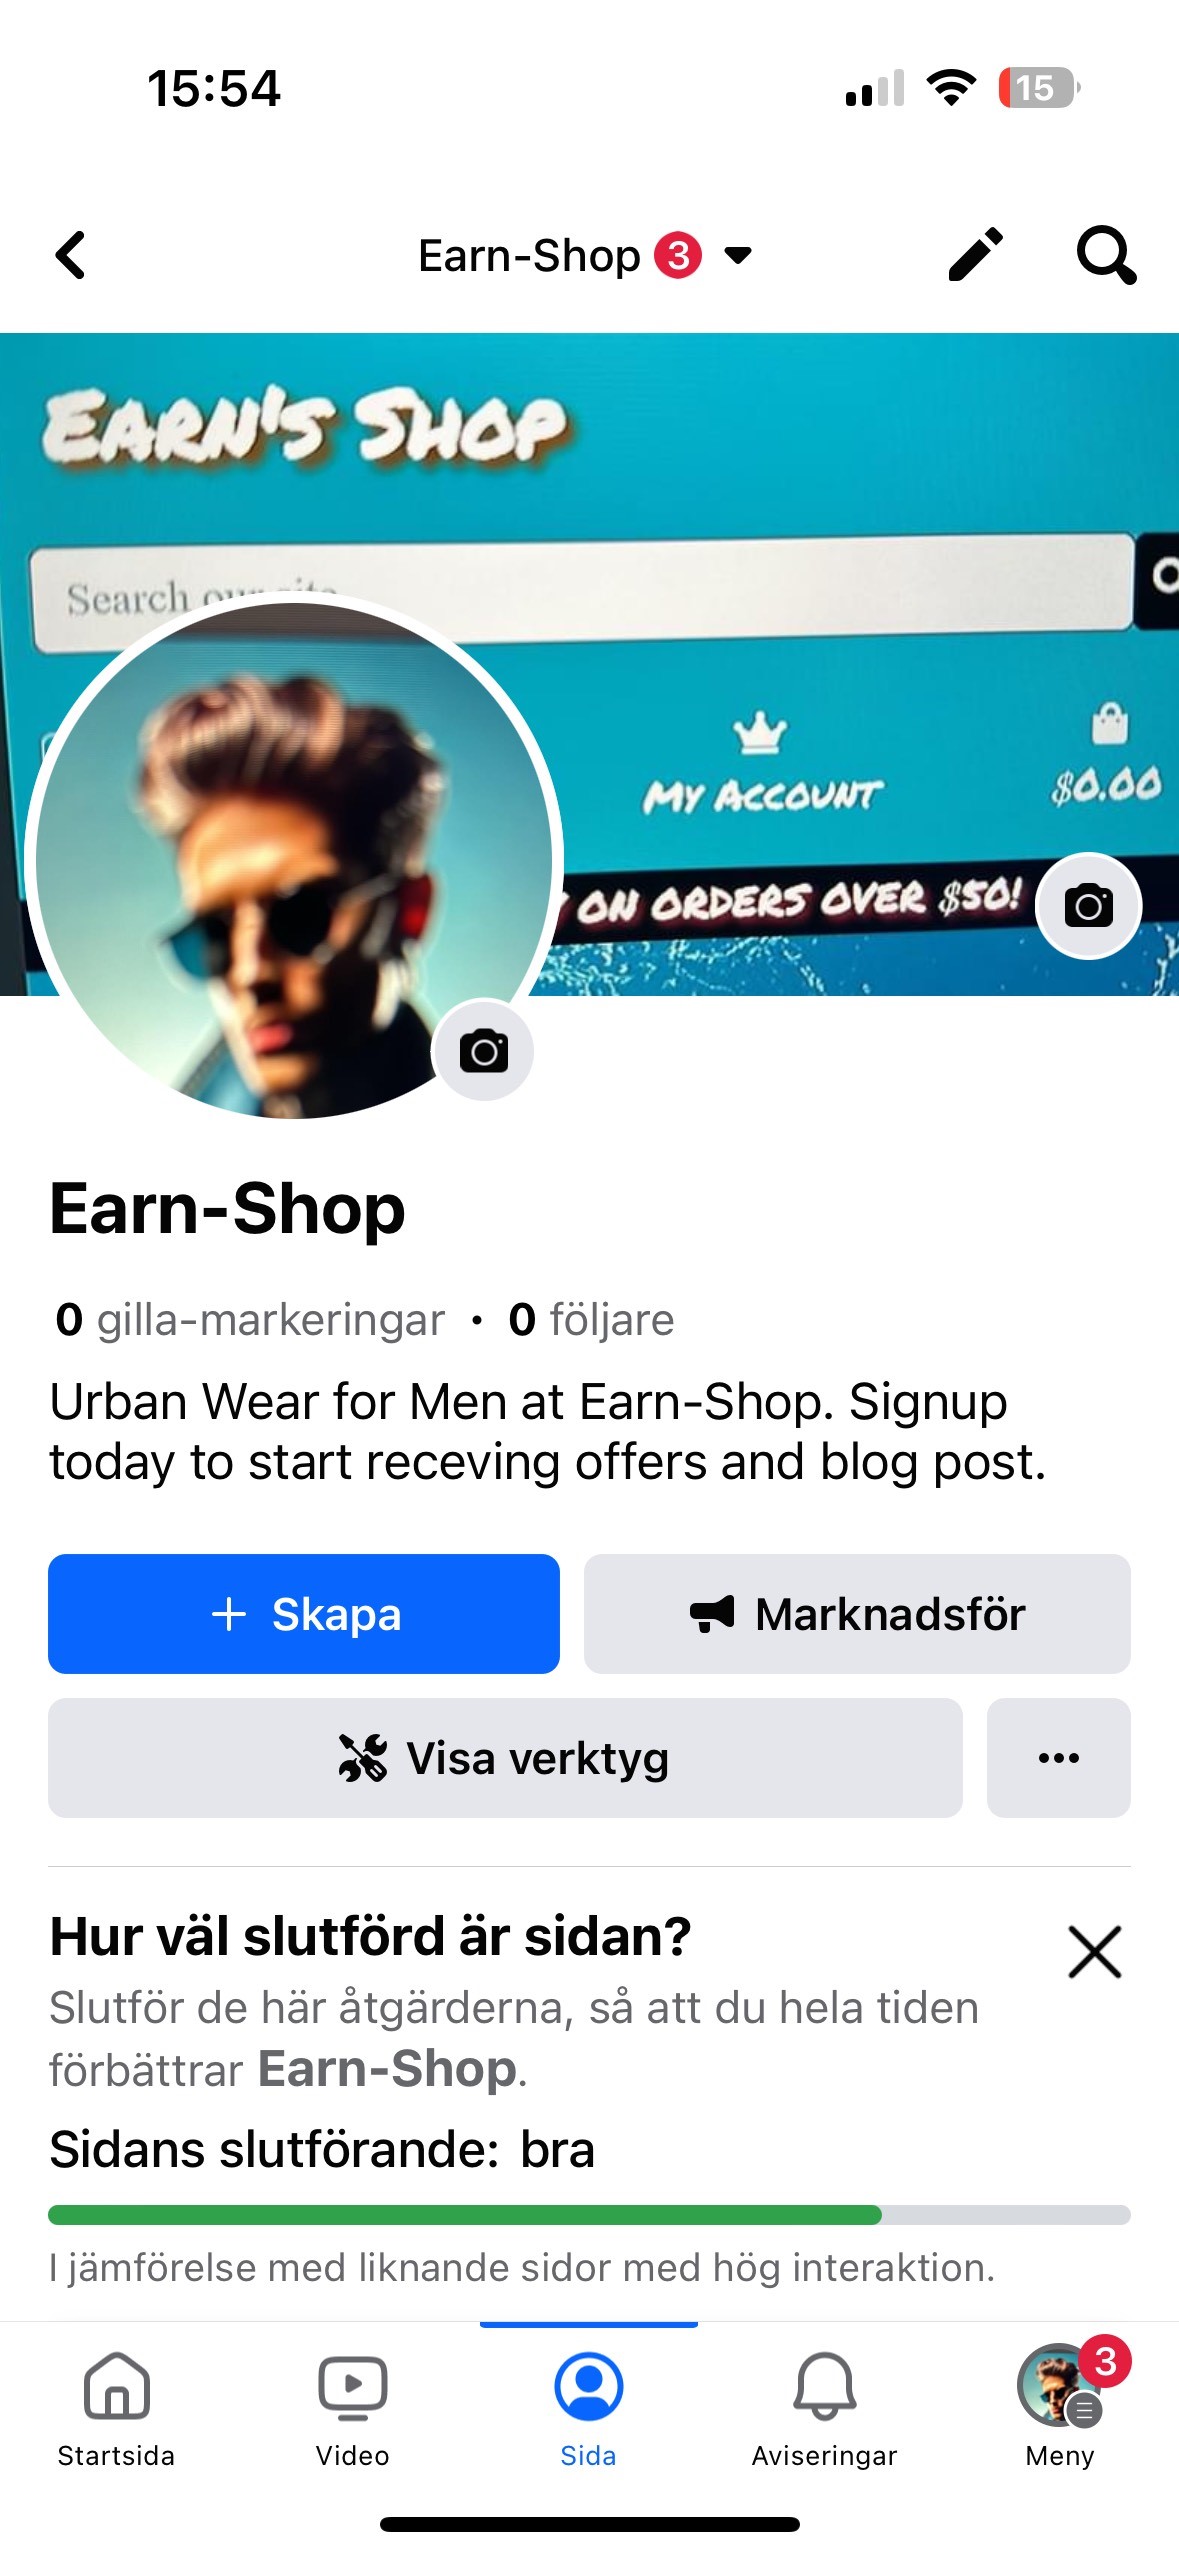 15:54
15
Earn-Shop 3
EARN'S SHOP
Search our site
MY ACCOUNT
$0.00
ON ORDERS OVER $50!
Earn-Shop
0 gilla-markeringar · 0 följare
Urban Wear for Men at Earn-Shop. Signup
today to start receving offers and blog post.
+ Skapa
Marknadsför
Visa verktyg
Hur väl slutförd är sidan?
Slutför de här åtgärderna, så att du hela tiden
förbättrar Earn-Shop.
Sidans slutförande: bra
I jämförelse med liknande sidor med hög interaktion.
3
Startsida
Video
Sida
Aviseringar
Meny